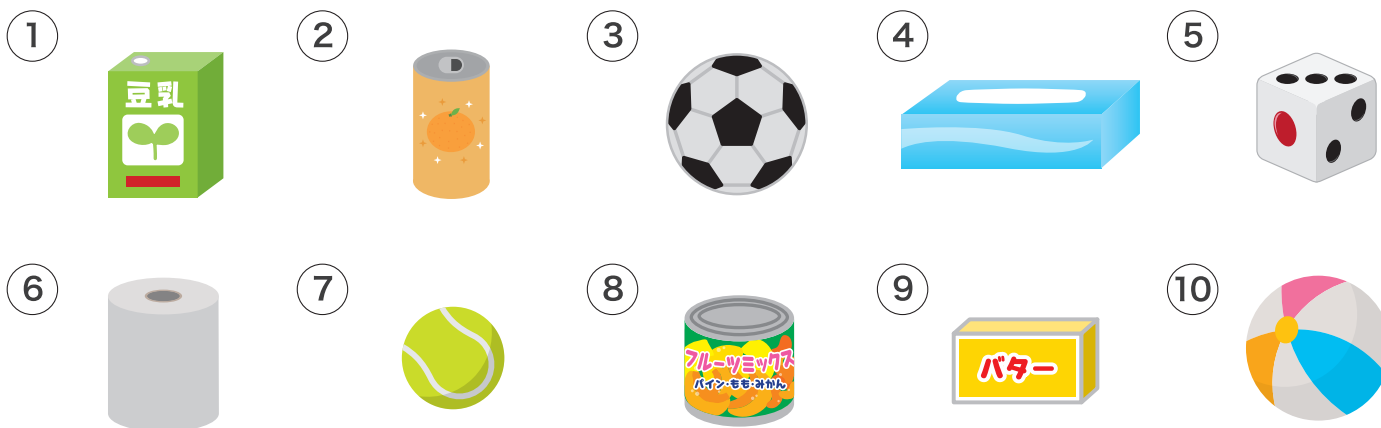 ①
②
③
④
⑤
豆乳
⑥
⑦
⑧
⑨
⑩
フルーツミックス
パイン・もも・みかん
バター